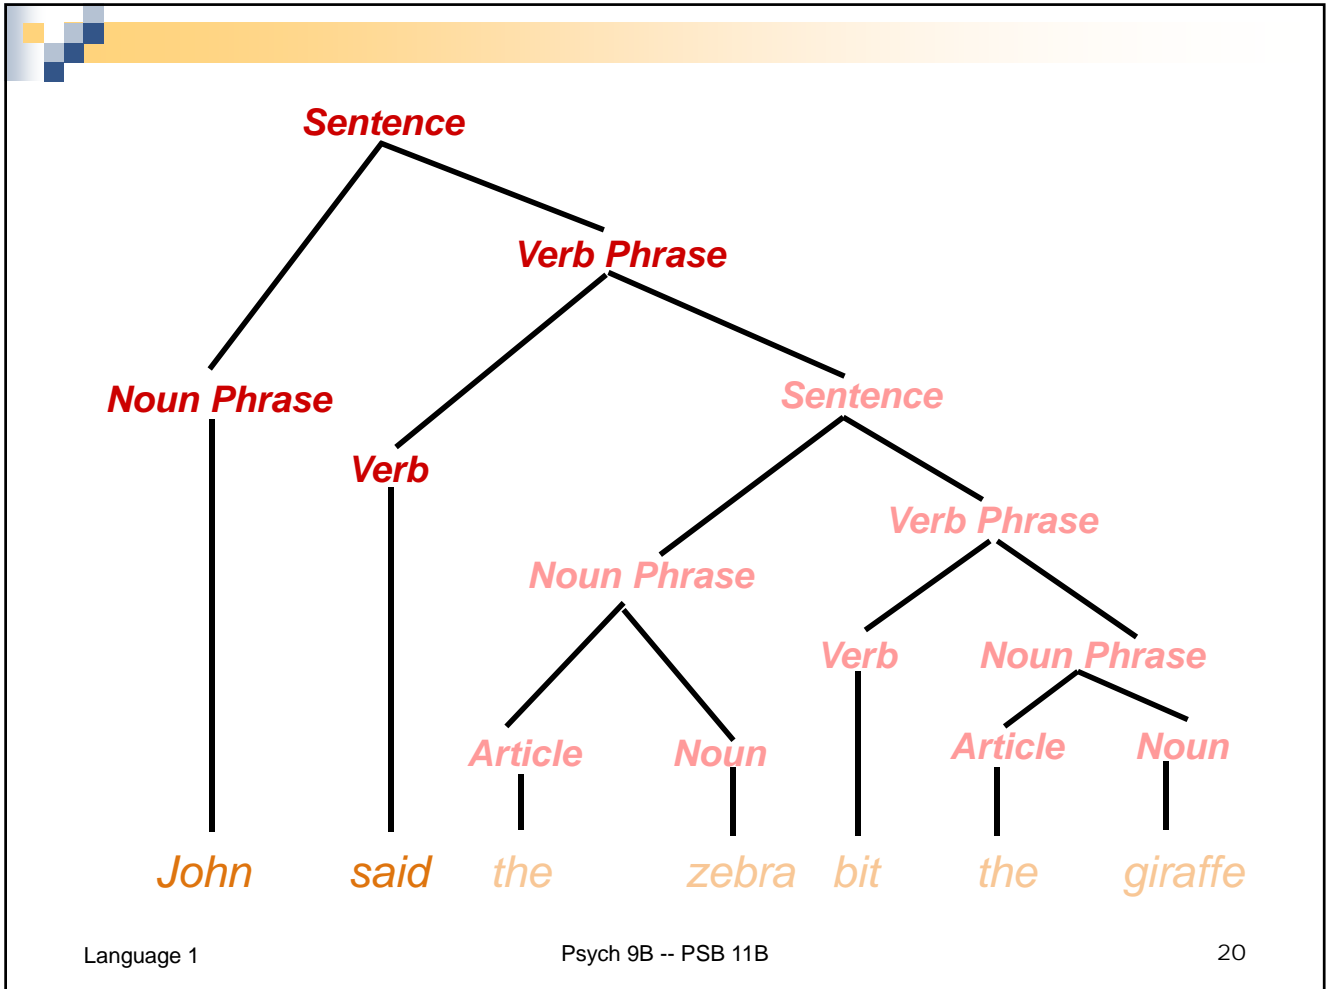 Sentence
Verb Phrase
Noun Phrase
Sentence
Verb
Verb Phrase
Noun Phrase
Verb
Noun Phrase
Article
Noun
Article
Noun
John said the zebra bit the giraffe
Language 1
Psych 9B -- PSB 11B
20